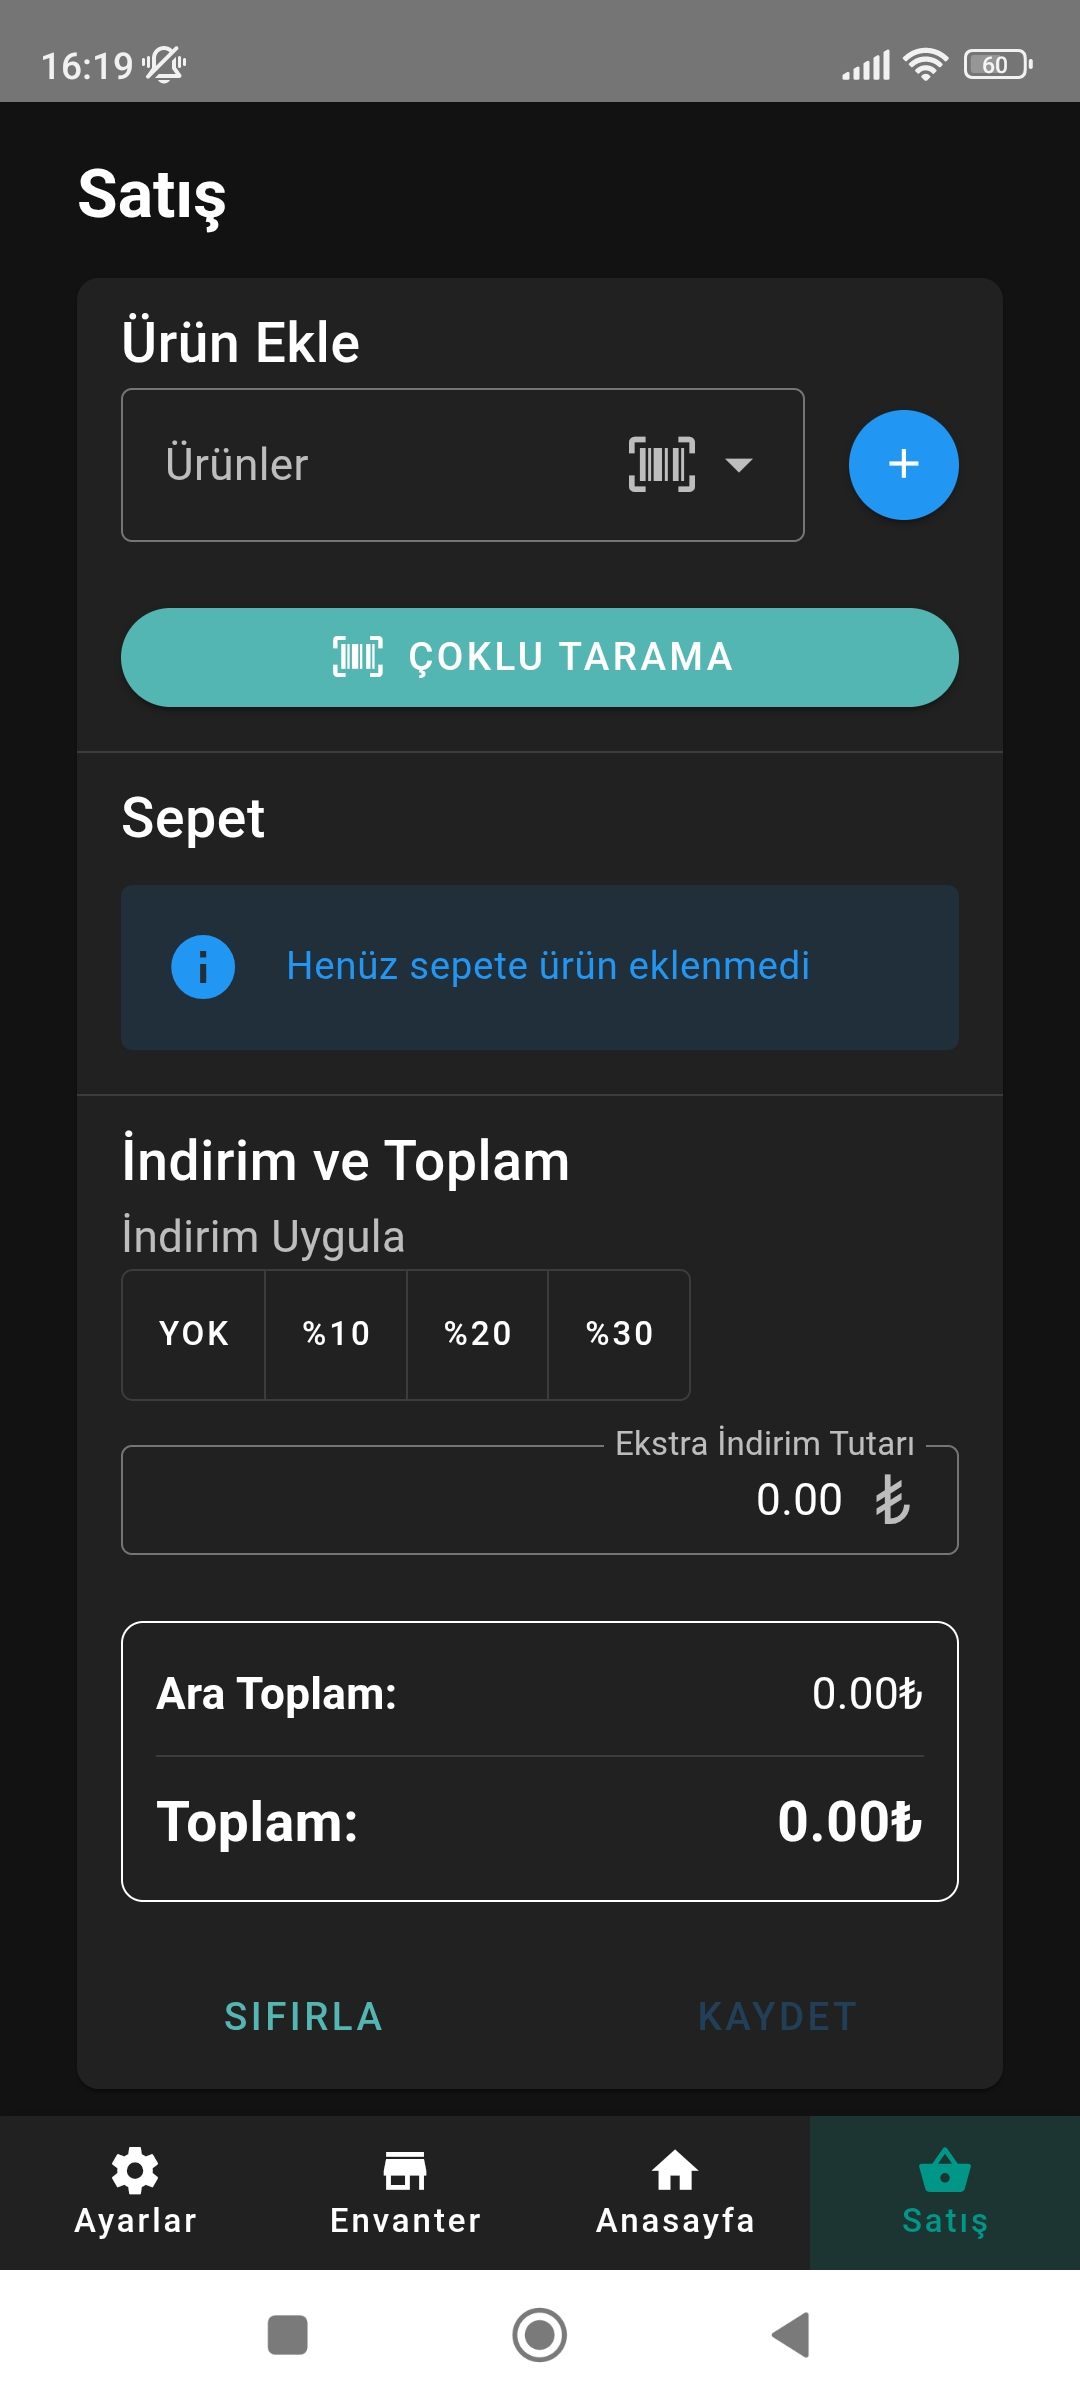 16:19
60
Satış
Ürün Ekle
Ürünler
ÇOKLU TARAMA
Sepet
Henüz sepete ürün eklenmedi
İndirim ve Toplam
İndirim Uygula
YOK %10 %20 %30
Ekstra İndirim Tutarı
0.00 ₺
Ara Toplam: 0.00₺
Toplam: 0.00₺
SIFIRLA KAYDET
Ayarlar Envanter Anasayfa Satış